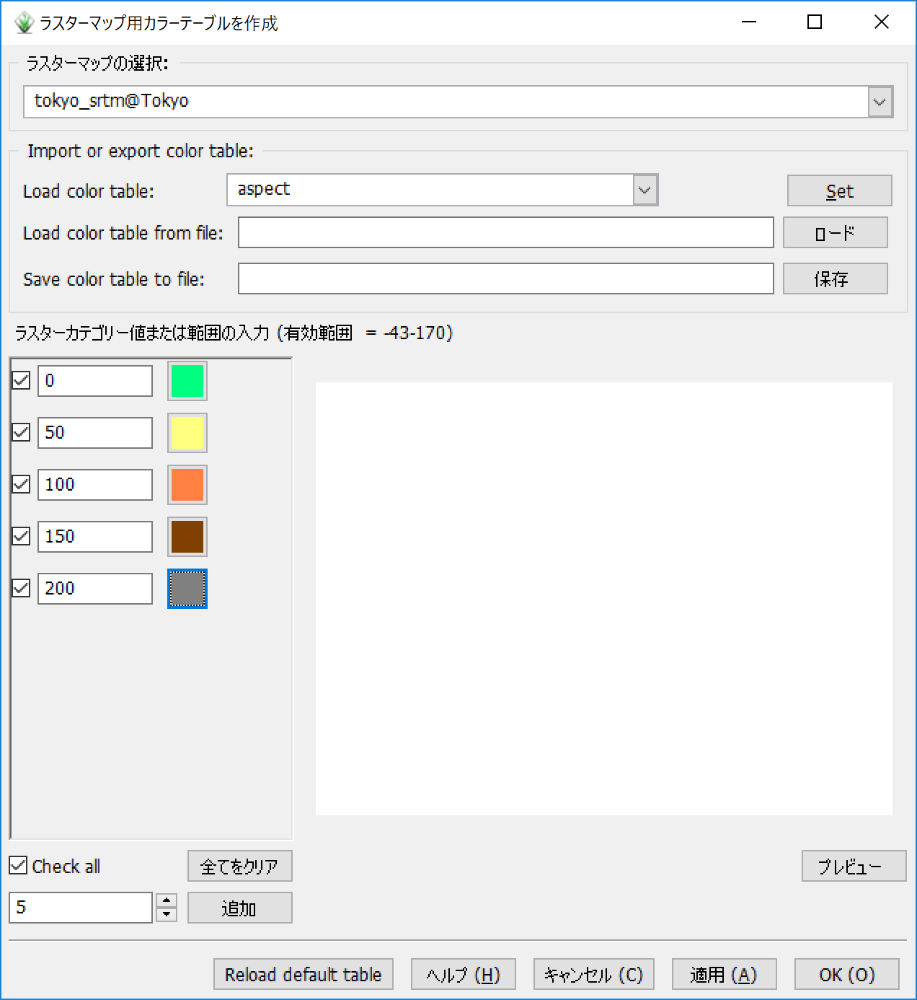 ラスターマップ用カラーテーブルを作成
ラスターマップの選択:
tokyo_srtm@Tokyo
Import or export color table:
Load color table: aspect Set
Load color table from file: ロード
Save color table to file: 保存
ラスターカテゴリー値または範囲の入力 (有効範囲 = -43-170)
0
50
100
150
200
Check all 全てをクリア プレビュー
5 追加
Reload default table ヘルプ (H) キャンセル (C) 適用 (A) OK (O)